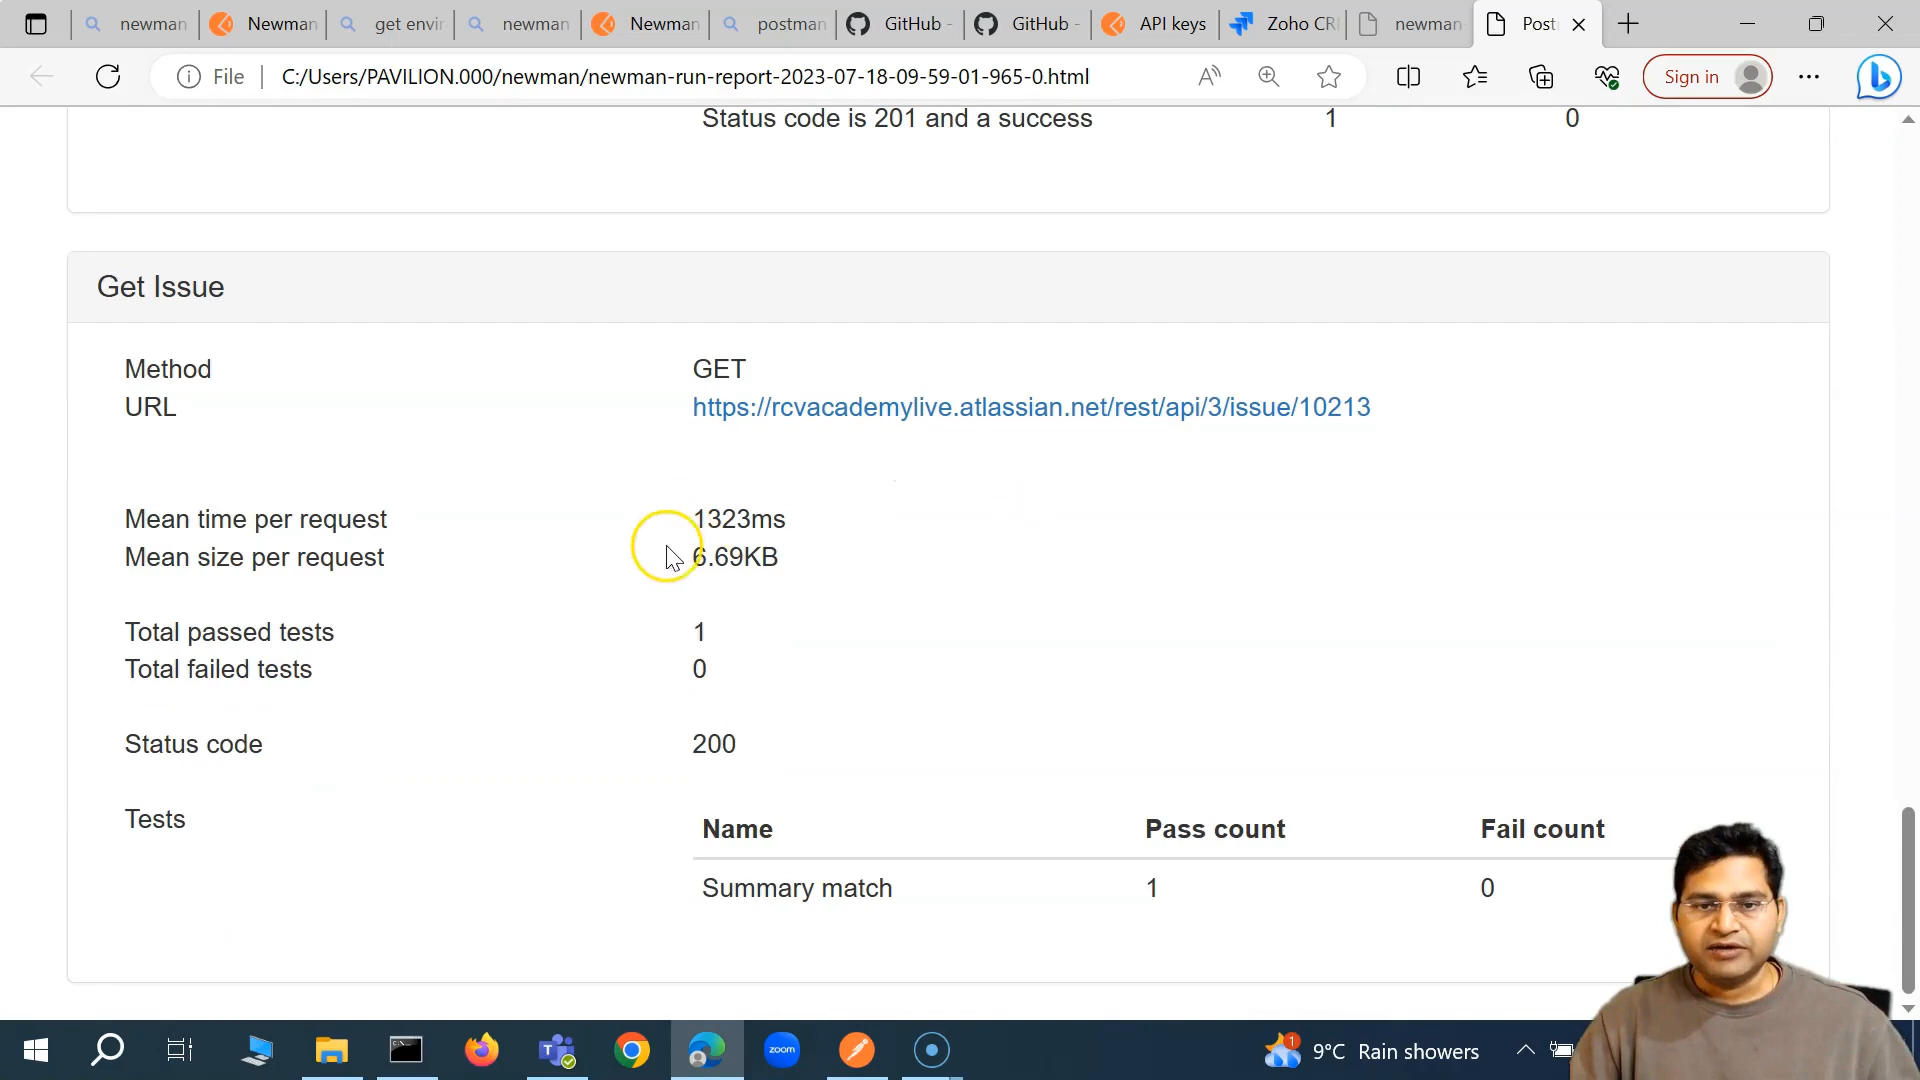 newman Newman get envir newman Newman postman GitHub - GitHub - API keys Zoho CRI newman- Post
File C:/Users/PAVILION.000/newman/newman-run-report-2023-07-18-09-59-01-965-0.html Sign in
Status code is 201 and a success 1 0
Get Issue
Method GET
URL https://rcvacademylive.atlassian.net/rest/api/3/issue/10213
Mean time per request 1323ms
Mean size per request 6.69KB
Total passed tests 1
Total failed tests 0
Status code 200
Tests Name Pass count Fail count
Summary match 1 0
zoom 1 9°C Rain showers